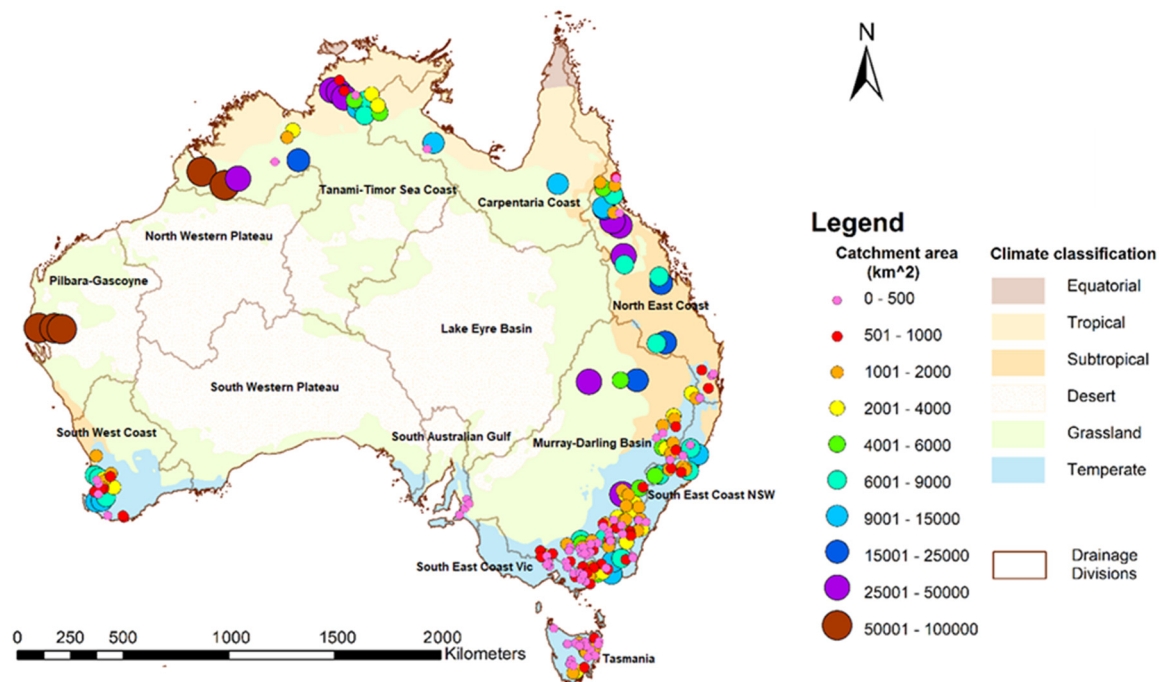 N
Tanami-Timor Sea Coast
Carpentaria Coast
North Western Plateau
Pilbara-Gascoyne
North East Coast
Lake Eyre Basin
South Western Plateau
South West Coast
South Australian Gulf
Murray-Darling Basin
South East Coast NSW
South East Coast Vic
Tasmania
0 250 500 1000 1500 2000
Kilometers
Legend
Catchment area
(km^2)
0 - 500
501 - 1000
1001 - 2000
2001 - 4000
4001 - 6000
6001 - 9000
9001 - 15000
15001 - 25000
25001 - 50000
50001 - 100000
Climate classification
Equatorial
Tropical
Subtropical
Desert
Grassland
Temperate
Drainage
Divisions